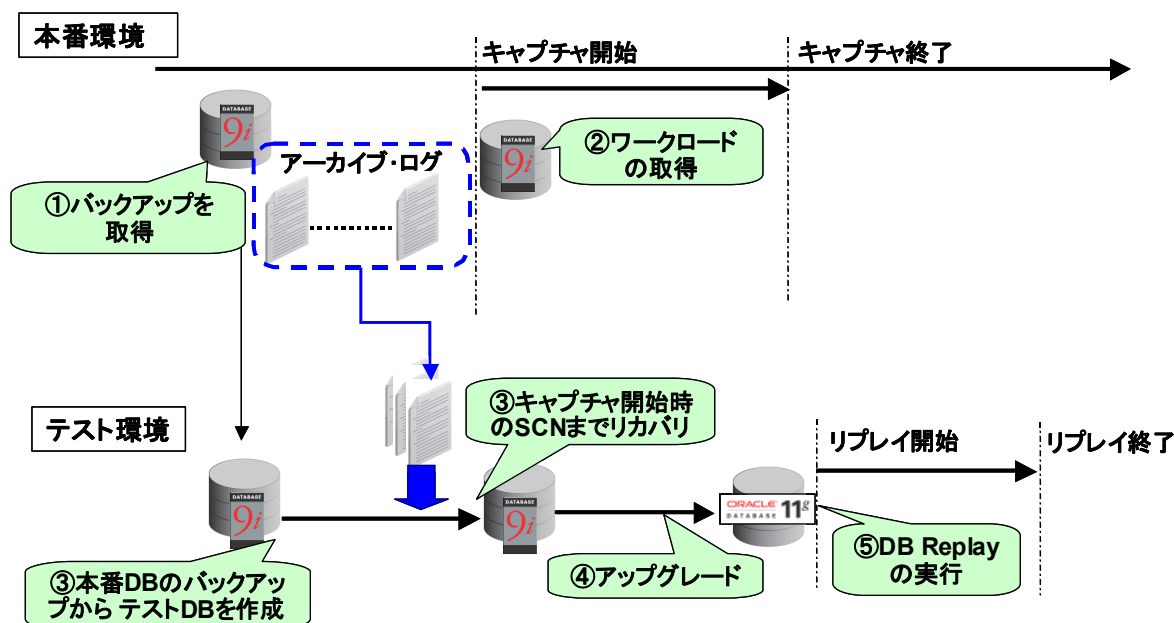 本番環境
キャプチャ開始
キャプチャ終了
DATABASE
9i
アーカイブ・ログ
DATABASE
9i
②ワークロード
の取得
①バックアップを
取得
③キャプチャ開始時
のSCNまでリカバリ
テスト環境
リプレイ開始
リプレイ終了
DATABASE
9i
DATABASE
9i
ORACLE
DATABASE 11g
③本番DBのバックアッ
プから テストDBを作成
④アップグレード
⑤DB Replay
の実行